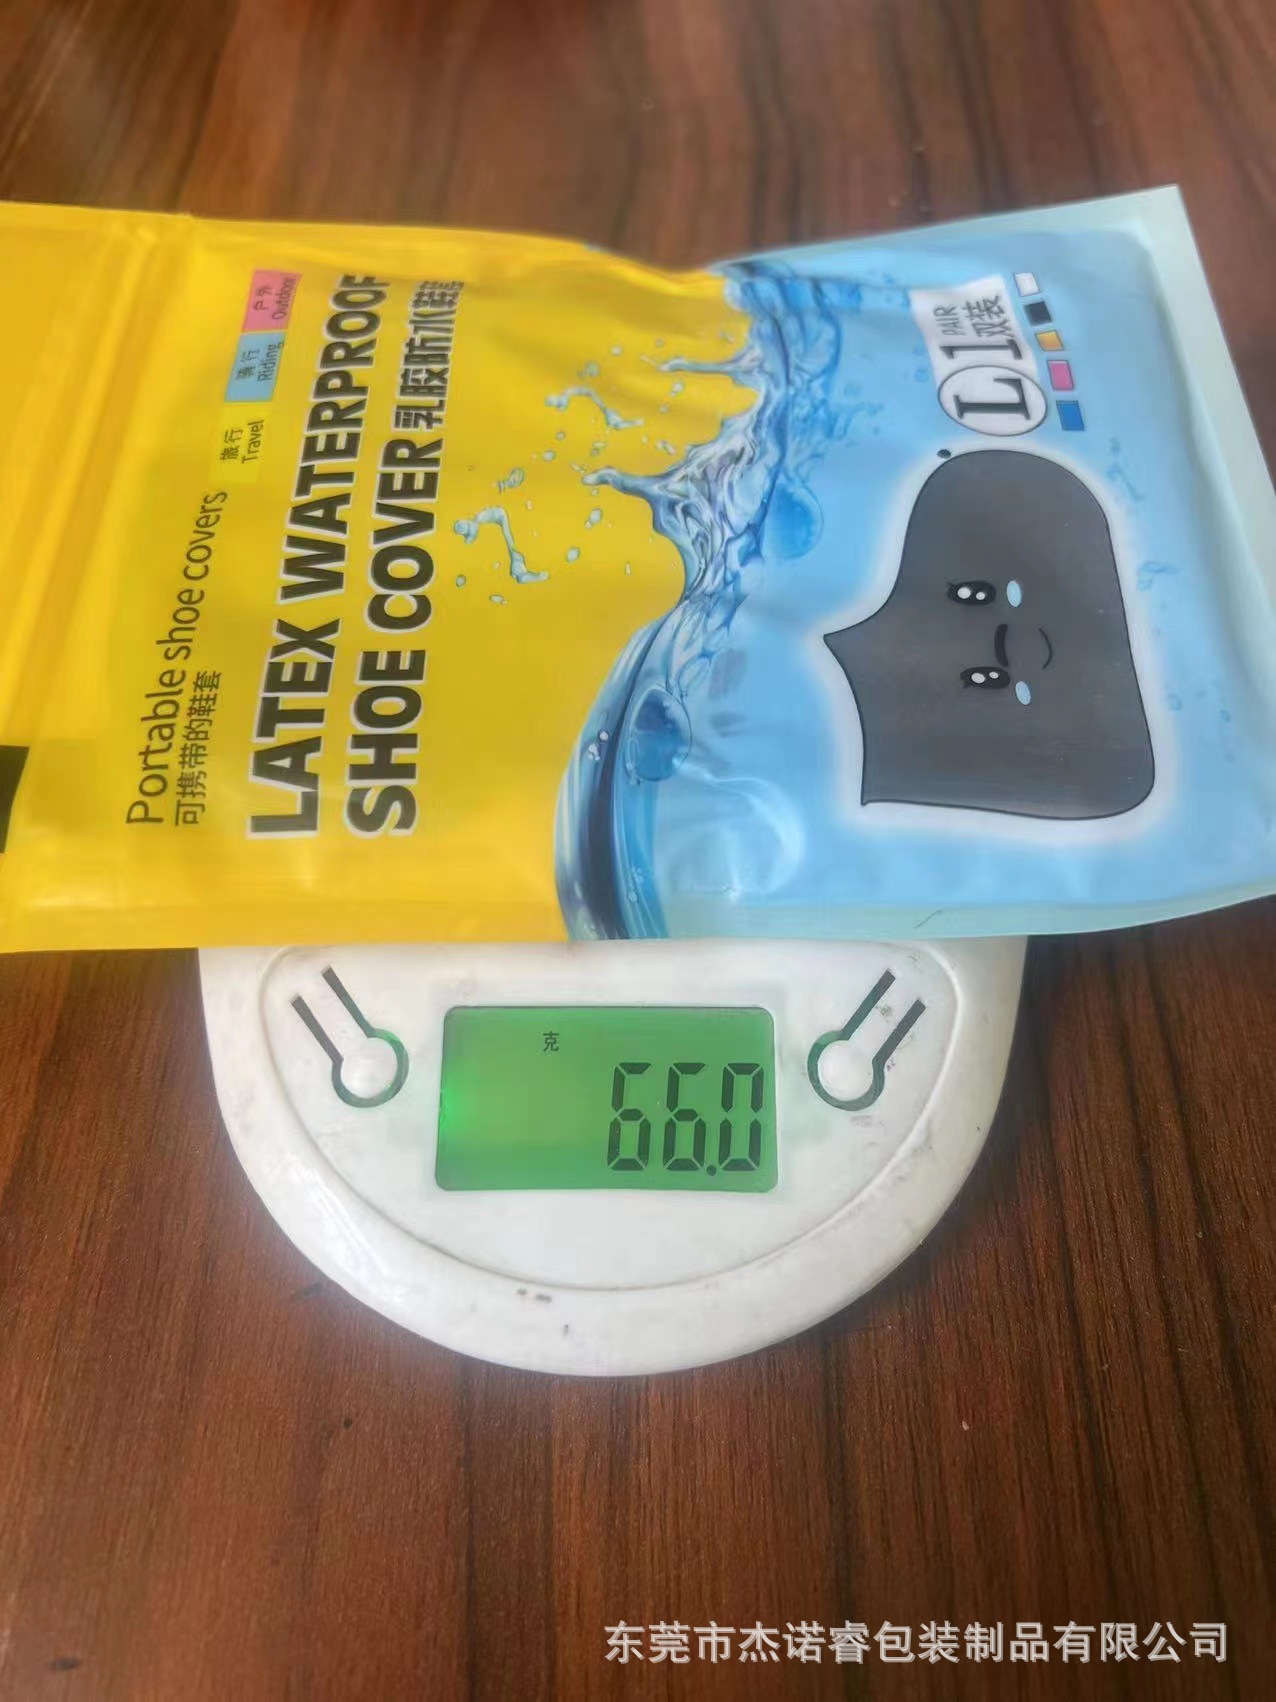 Portable shoe covers
可携带的鞋套
旅行
Travel
骑行
Riding
户外
Outdoor
LATEX WATERPROOF
SHOE COVER 乳胶防水鞋套
L 1 PAIR
双装
克
66.0
东莞市杰诺睿包装制品有限公司